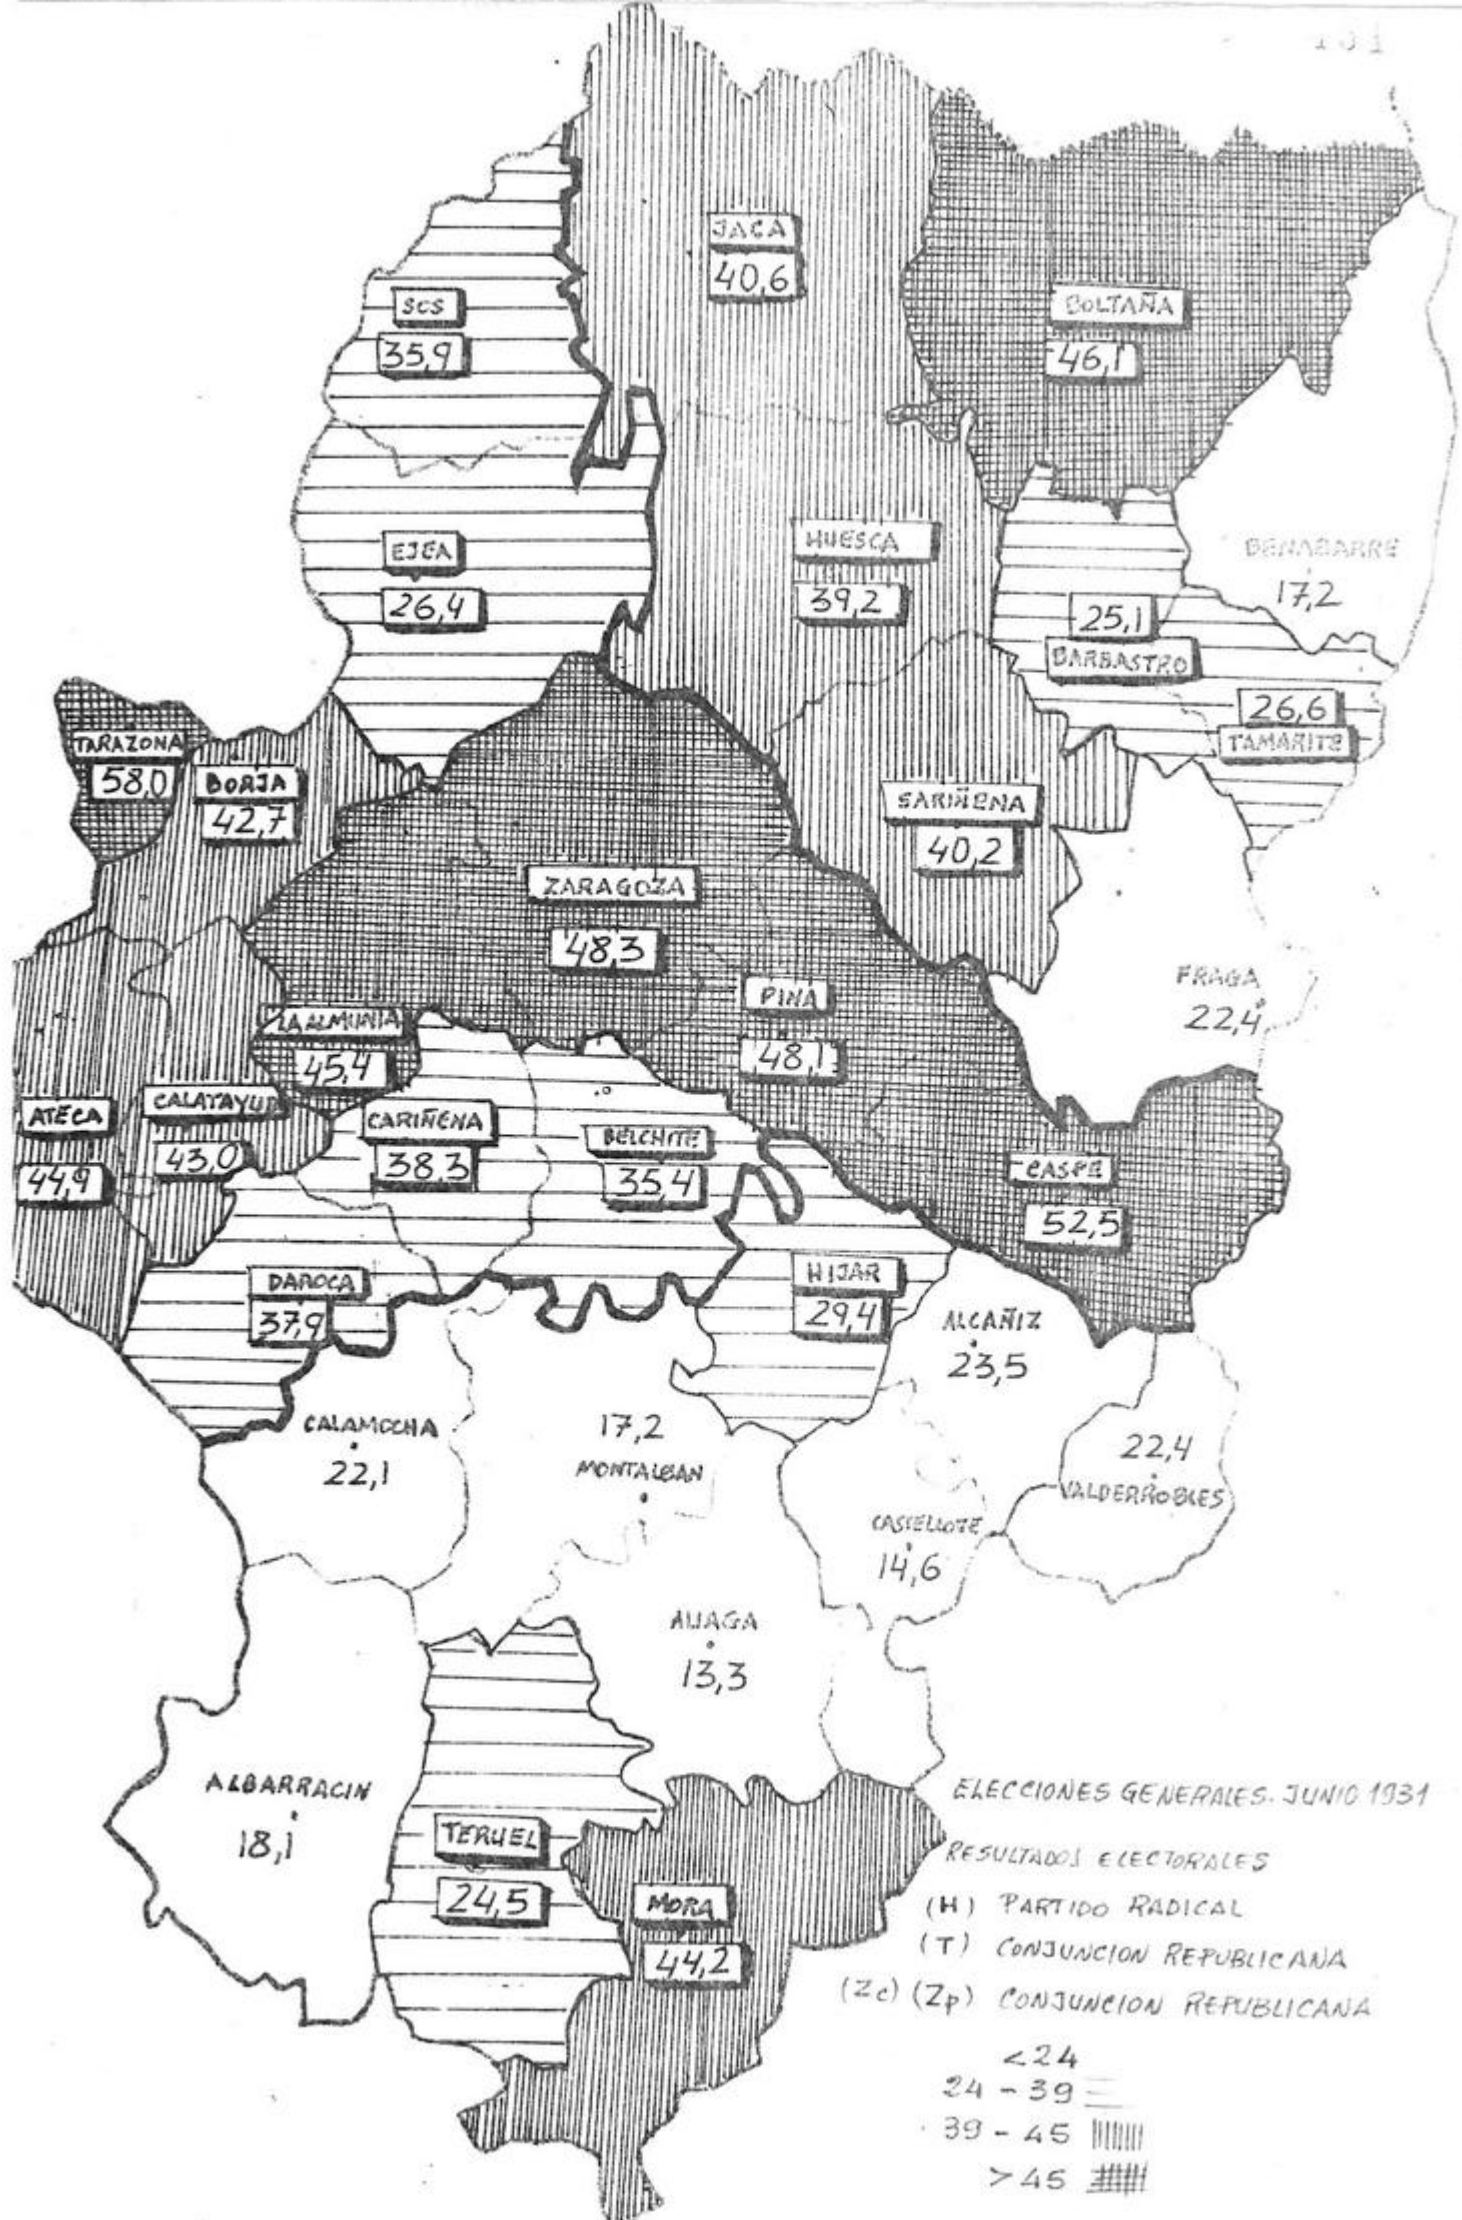 JACA
40,6
BOLTAÑA
46,1
SOS
35,9
EJEA
26,4
HUESCA
39,2
BENABARRE
17,2
25,1
BARBASTRO
26,6
TAMARITE
TARAZONA
58,0
BORJA
42,7
SARIÑENA
40,2
ZARAGOZA
48,3
PINA
48,1
FRAGA
22,4
LA ALMUNIA
45,4
ATECA
44,9
CALATAYUD
43,0
CARIÑENA
38,3
BELCHITE
35,4
CASPE
52,5
DAROCA
37,9
HIJAR
29,4
ALCAÑIZ
23,5
CALAMOCHA
22,1
17,2
MONTALBAN
22,4
VALDERROBLES
CASTELLOTE
14,6
ALIAGA
13,3
ALBARRACIN
18,1
TERUEL
24,5
MORA
44,2
ELECCIONES GENERALES. JUNIO 1931
RESULTADOS ELECTORALES
(H) PARTIDO RADICAL
(T) CONJUNCION REPUBLICANA
(Zc) (Zp) CONJUNCION REPUBLICANA
<24
24 - 39
39 - 45
>45